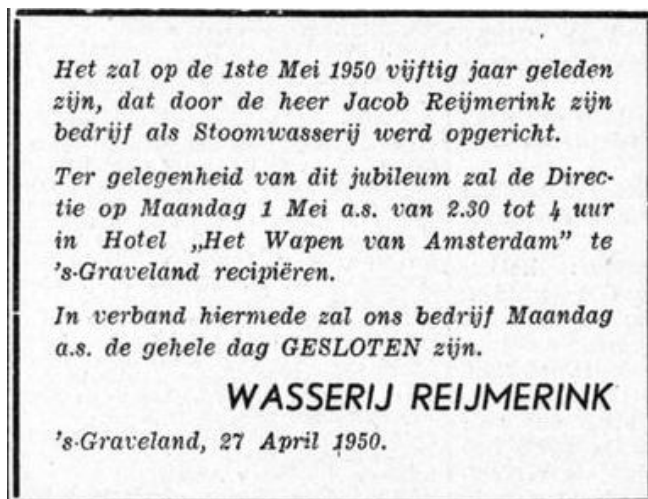 Het zal op de 1ste Mei 1950 vijftig jaar geleden
zijn, dat door de heer Jacob Reijmerink zijn
bedrijf als Stoomwasserij werd opgericht.
Ter gelegenheid van dit jubileum zal de Direc-
tie op Maandag 1 Mei a.s. van 2.30 tot 4 uur
in Hotel „Het Wapen van Amsterdam” te
's-Graveland recipiëren.
In verband hiermede zal ons bedrijf Maandag
a.s. de gehele dag GESLOTEN zijn.
WASSERIJ REIJMERINK
's-Graveland, 27 April 1950.